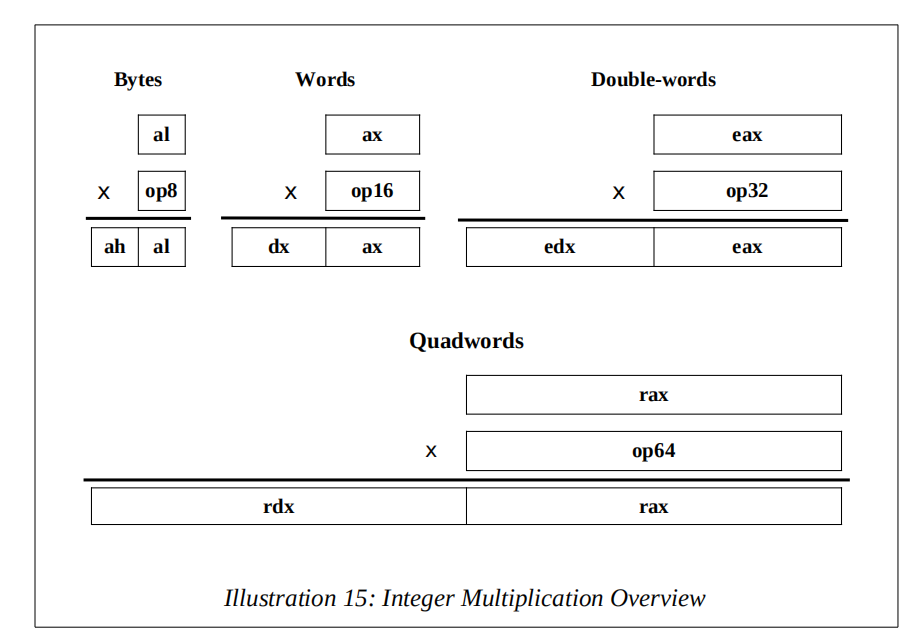 Bytes Words Double-words
al ax eax
x op8 x op16 x op32
ah al dx ax edx eax
Quadwords
rax
x op64
rdx rax
Illustration 15: Integer Multiplication Overview